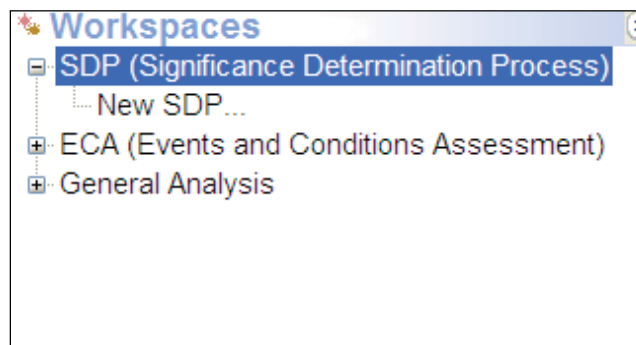 Workspaces
SDP (Significance Determination Process)
New SDP...
ECA (Events and Conditions Assessment)
General Analysis